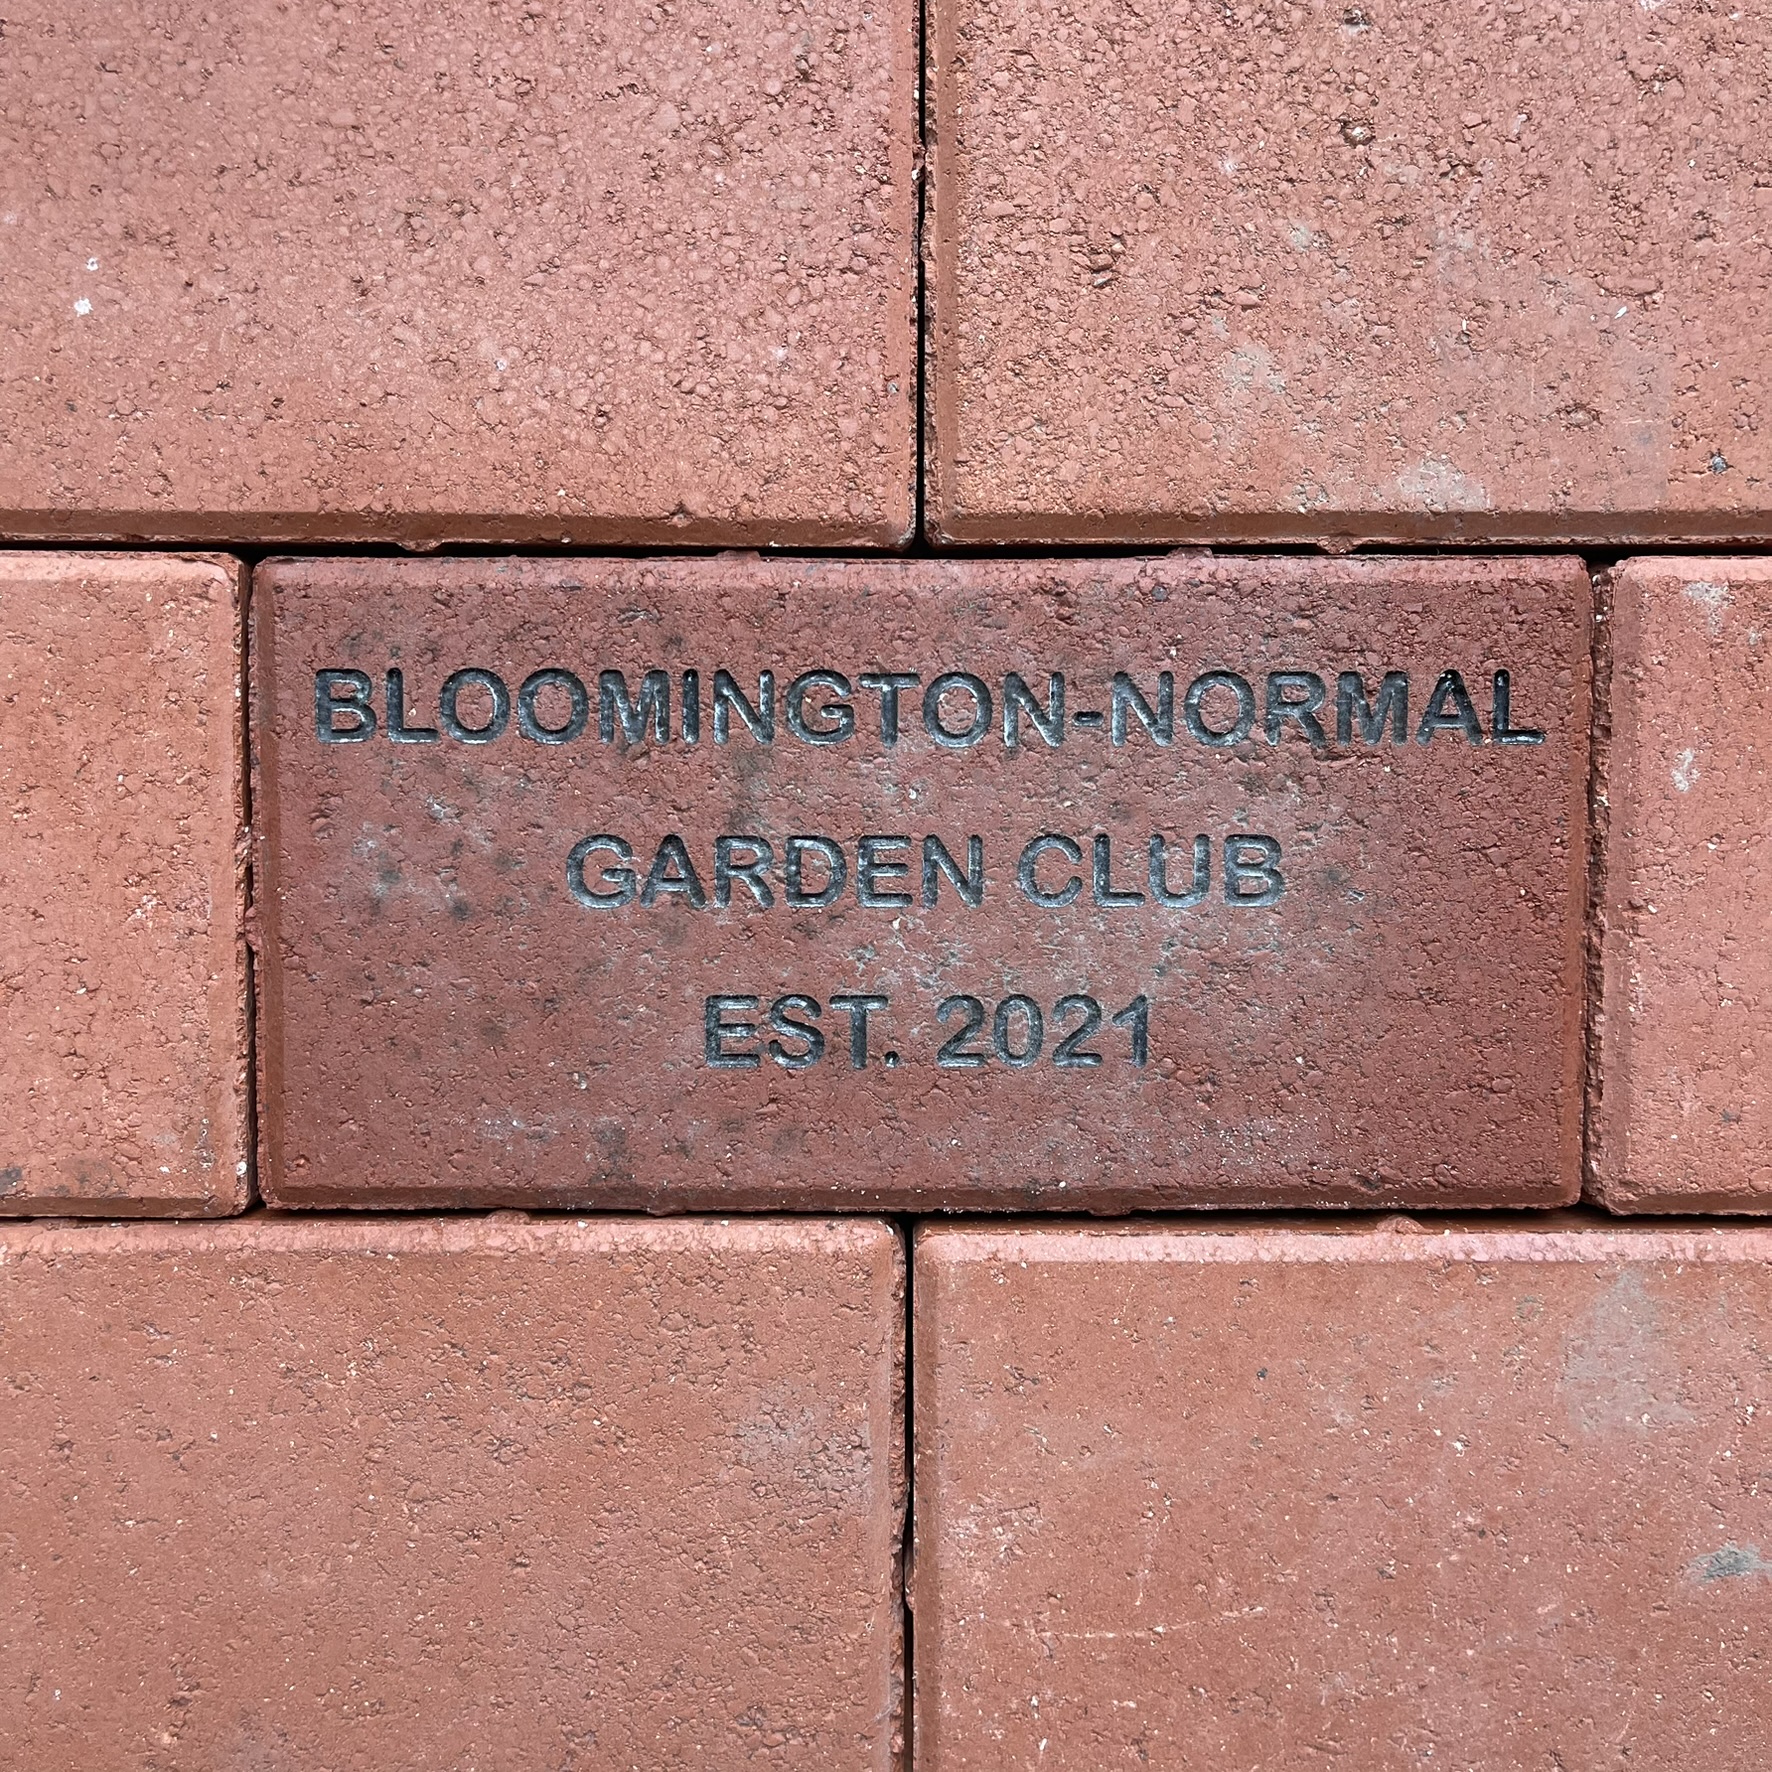 BLOOMINGTON-NORMAL
GARDEN CLUB
EST. 2021